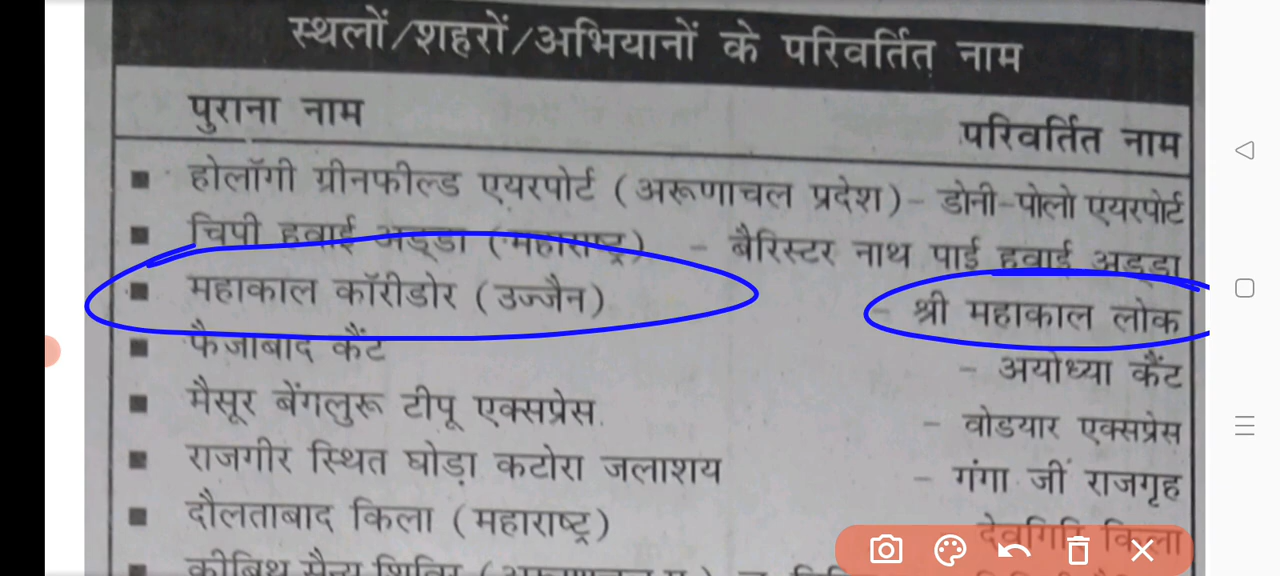 स्थलों/शहरों/अभियानों के परिवर्तित नाम
पुराना नाम परिवर्तित नाम
▪ होलॉगी ग्रीनफील्ड एयरपोर्ट (अरूणाचल प्रदेश) – डोनी-पोलो एयरपोर्ट
▪ चिपी हवाई अड्डा (महाराष्ट्र) – बैरिस्टर नाथ पाई हवाई अड्डा
▪ महाकाल कॉरीडोर (उज्जैन) – श्री महाकाल लोक
▪ फैजाबाद कैंट – अयोध्या कैंट
▪ मैसूर बेंगलुरू टीपू एक्सप्रेस. – वोडयार एक्सप्रेस
▪ राजगीर स्थित घोड़ा कटोरा जलाशय – गंगा जी राजगृह
▪ दौलताबाद किला (महाराष्ट्र) देवगिरि किला